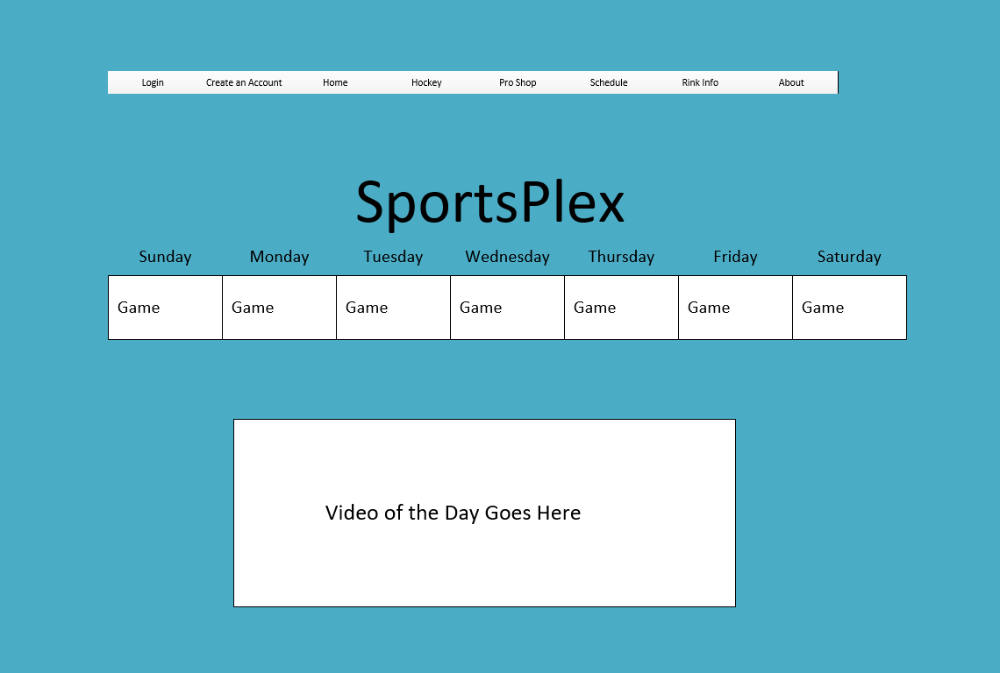 Login Create an Account Home Hockey Pro Shop Schedule Rink Info About
SportsPlex
Sunday Monday Tuesday Wednesday Thursday Friday Saturday
Game Game Game Game Game Game Game
Video of the Day Goes Here